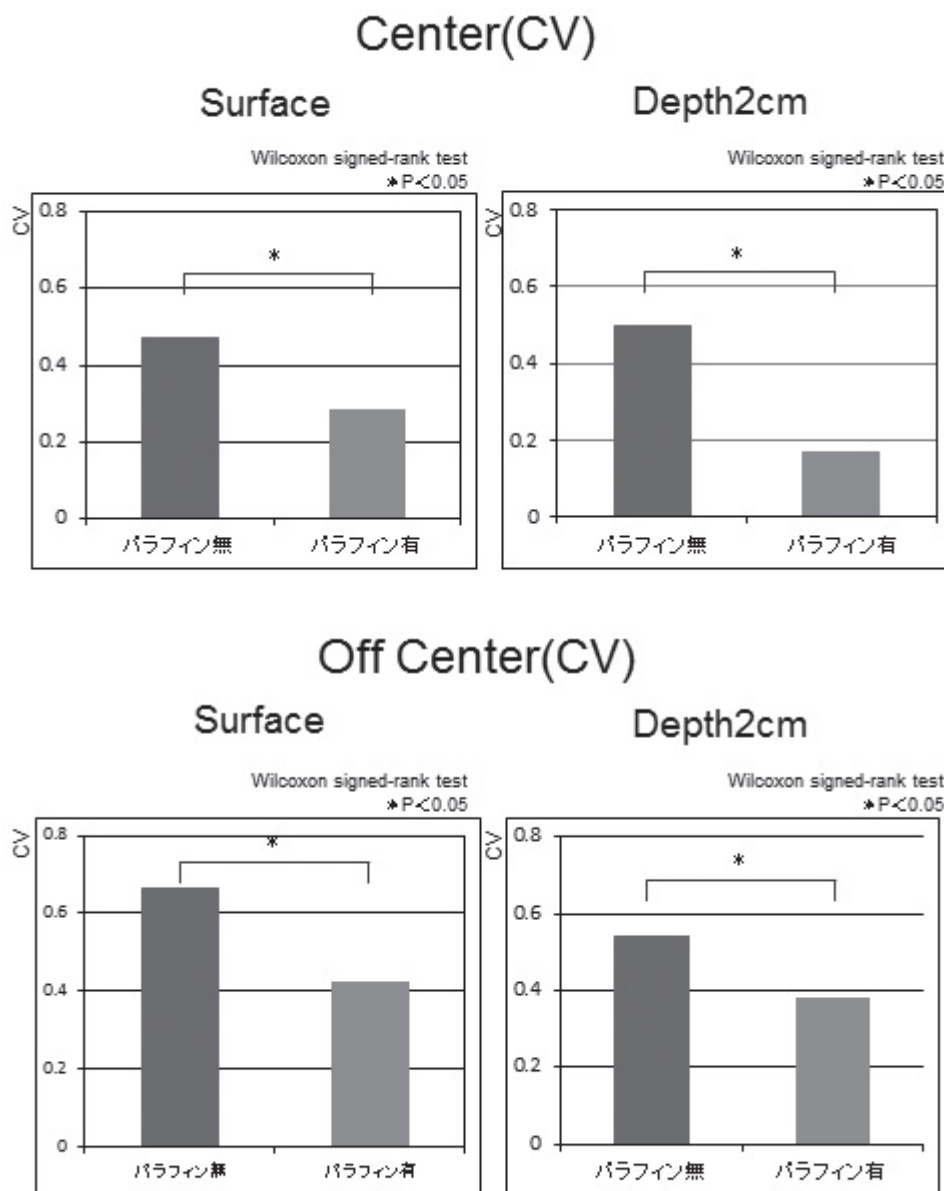 Center(CV)
Surface
Wilcoxon signed-rank test
*P<0.05
CV
0.8
*
0.6
0.4
0.2
0
パラフィン無
パラフィン有
Depth2cm
Wilcoxon signed-rank test
*P<0.05
CV
0.8
*
0.6
0.4
0.2
0
パラフィン無
パラフィン有
Off Center(CV)
Surface
Wilcoxon signed-rank test
*P<0.05
CV
0.8
*
0.6
0.4
0.2
0
パラフィン無
パラフィン有
Depth2cm
Wilcoxon signed-rank test
*P<0.05
CV
0.8
*
0.6
0.4
0.2
0
パラフィン無
パラフィン有